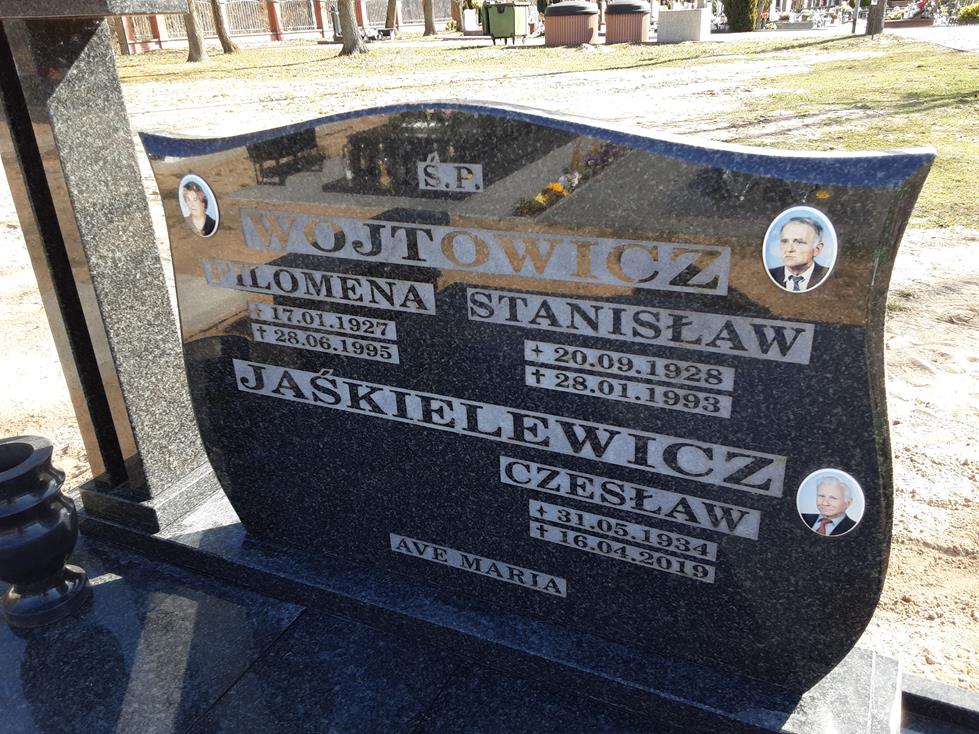 Ś.P.
WOJTOWICZ
FILOMENA
+ 17.01.1927
+ 28.06.1995
STANISŁAW
+ 20.09.1928
+ 28.01.1993
JAŚKIELEWICZ
CZESŁAW
+ 31.05.1934
+ 16.04.2019
AVE MARIA